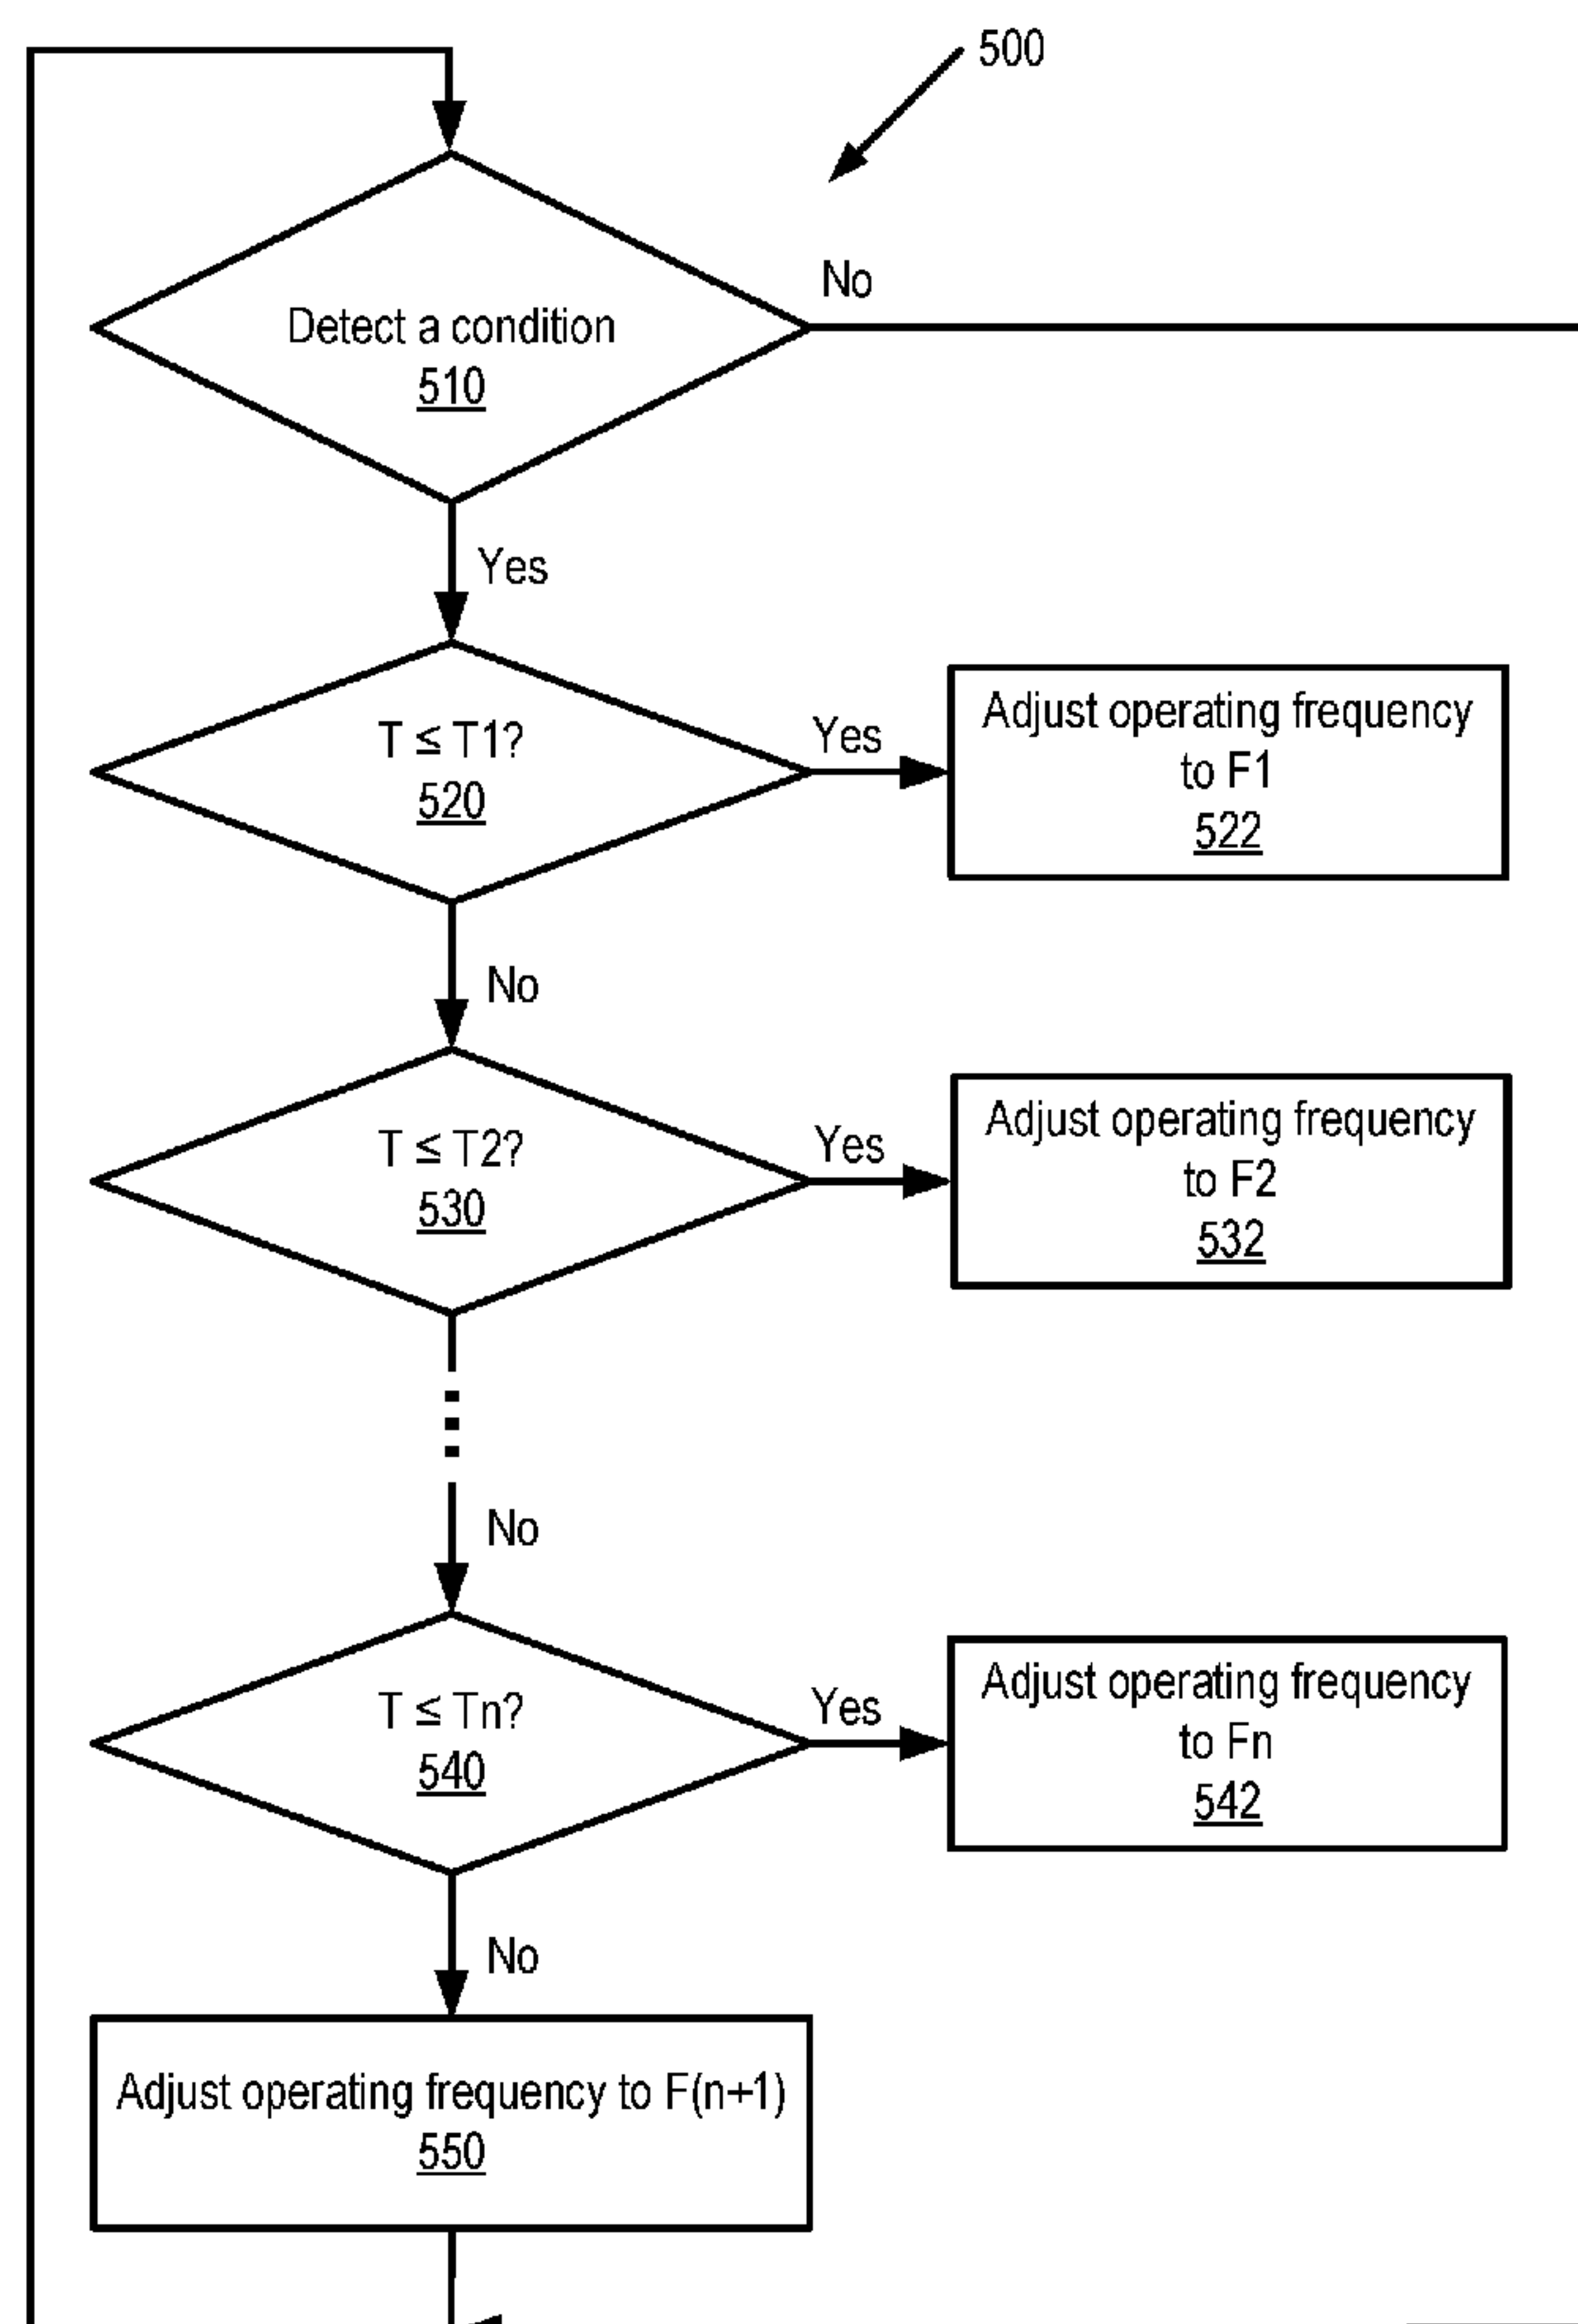 500
No
Detect a condition
510
Yes
T ≤ T1?
520
Yes
Adjust operating frequency
to F1
522
No
T ≤ T2?
530
Yes
Adjust operating frequency
to F2
532
No
T ≤ Tn?
540
Yes
Adjust operating frequency
to Fn
542
No
Adjust operating frequency to F(n+1)
550